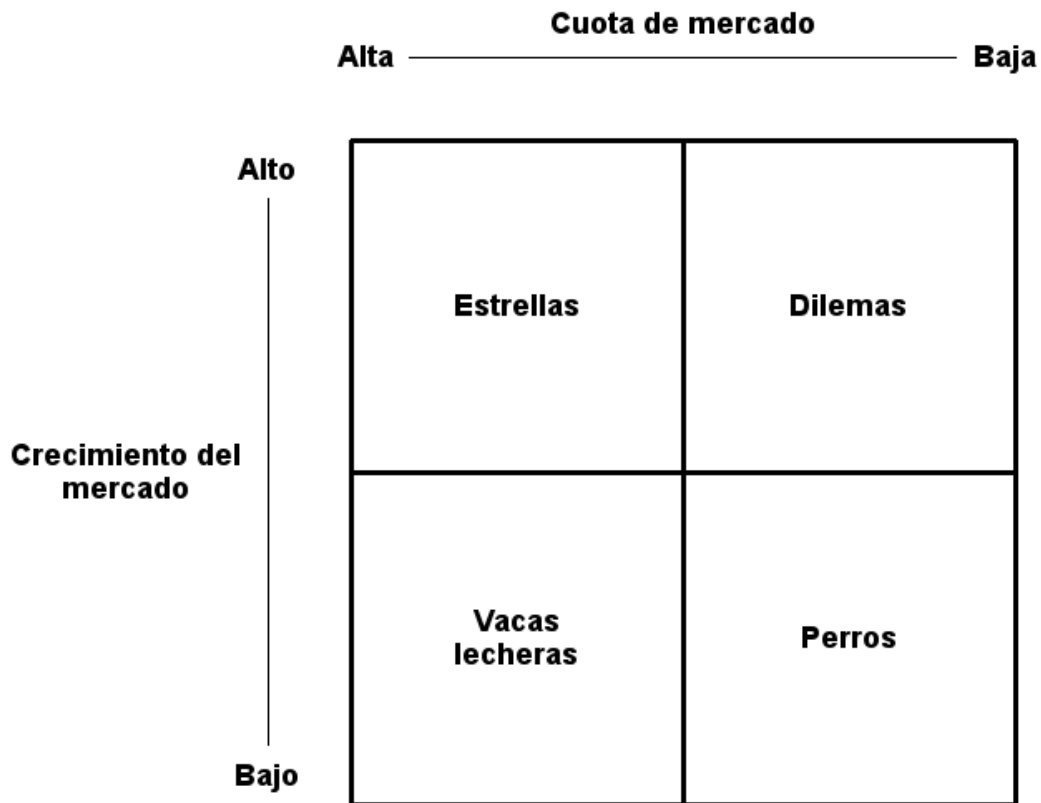 Cuota de mercado
Alta
Baja
Alto
Estrellas
Dilemas
Crecimiento del
mercado
Vacas
lecheras
Perros
Bajo